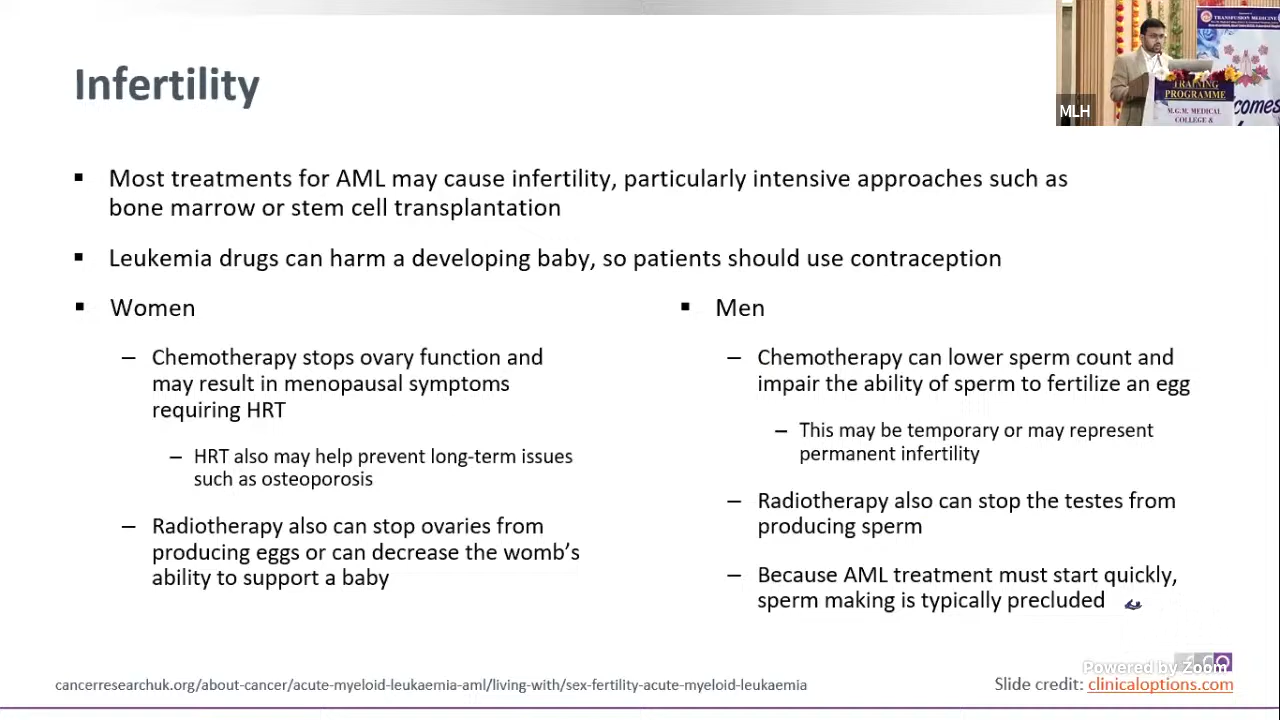 TRANSFUSION MEDICINE
TRAINING
PROGRAMME
M.G.M. MEDICAL
COLLEGE &
comes
MLH
Infertility
▪ Most treatments for AML may cause infertility, particularly intensive approaches such as
bone marrow or stem cell transplantation
▪ Leukemia drugs can harm a developing baby, so patients should use contraception
▪ Women
– Chemotherapy stops ovary function and
may result in menopausal symptoms
requiring HRT
– HRT also may help prevent long-term issues
such as osteoporosis
– Radiotherapy also can stop ovaries from
producing eggs or can decrease the womb’s
ability to support a baby
▪ Men
– Chemotherapy can lower sperm count and
impair the ability of sperm to fertilize an egg
– This may be temporary or may represent
permanent infertility
– Radiotherapy also can stop the testes from
producing sperm
– Because AML treatment must start quickly,
sperm making is typically precluded
Powered by Zoom
cancerresearchuk.org/about-cancer/acute-myeloid-leukaemia-aml/living-with/sex-fertility-acute-myeloid-leukaemia
Slide credit: clinicaloptions.com